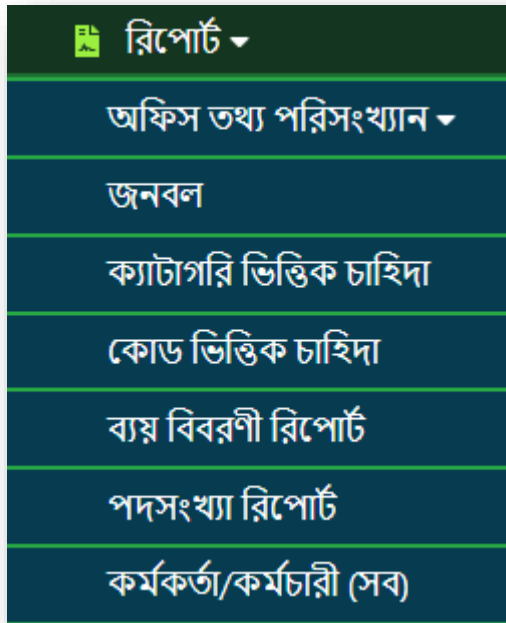 রিপোর্ট
অফিস তথ্য পরিসংখ্যান
জনবল
ক্যাটাগরি ভিত্তিক চাহিদা
কোড ভিত্তিক চাহিদা
ব্যয় বিবরণী রিপোর্ট
পদসংখ্যা রিপোর্ট
কর্মকর্তা/কর্মচারী (সব)